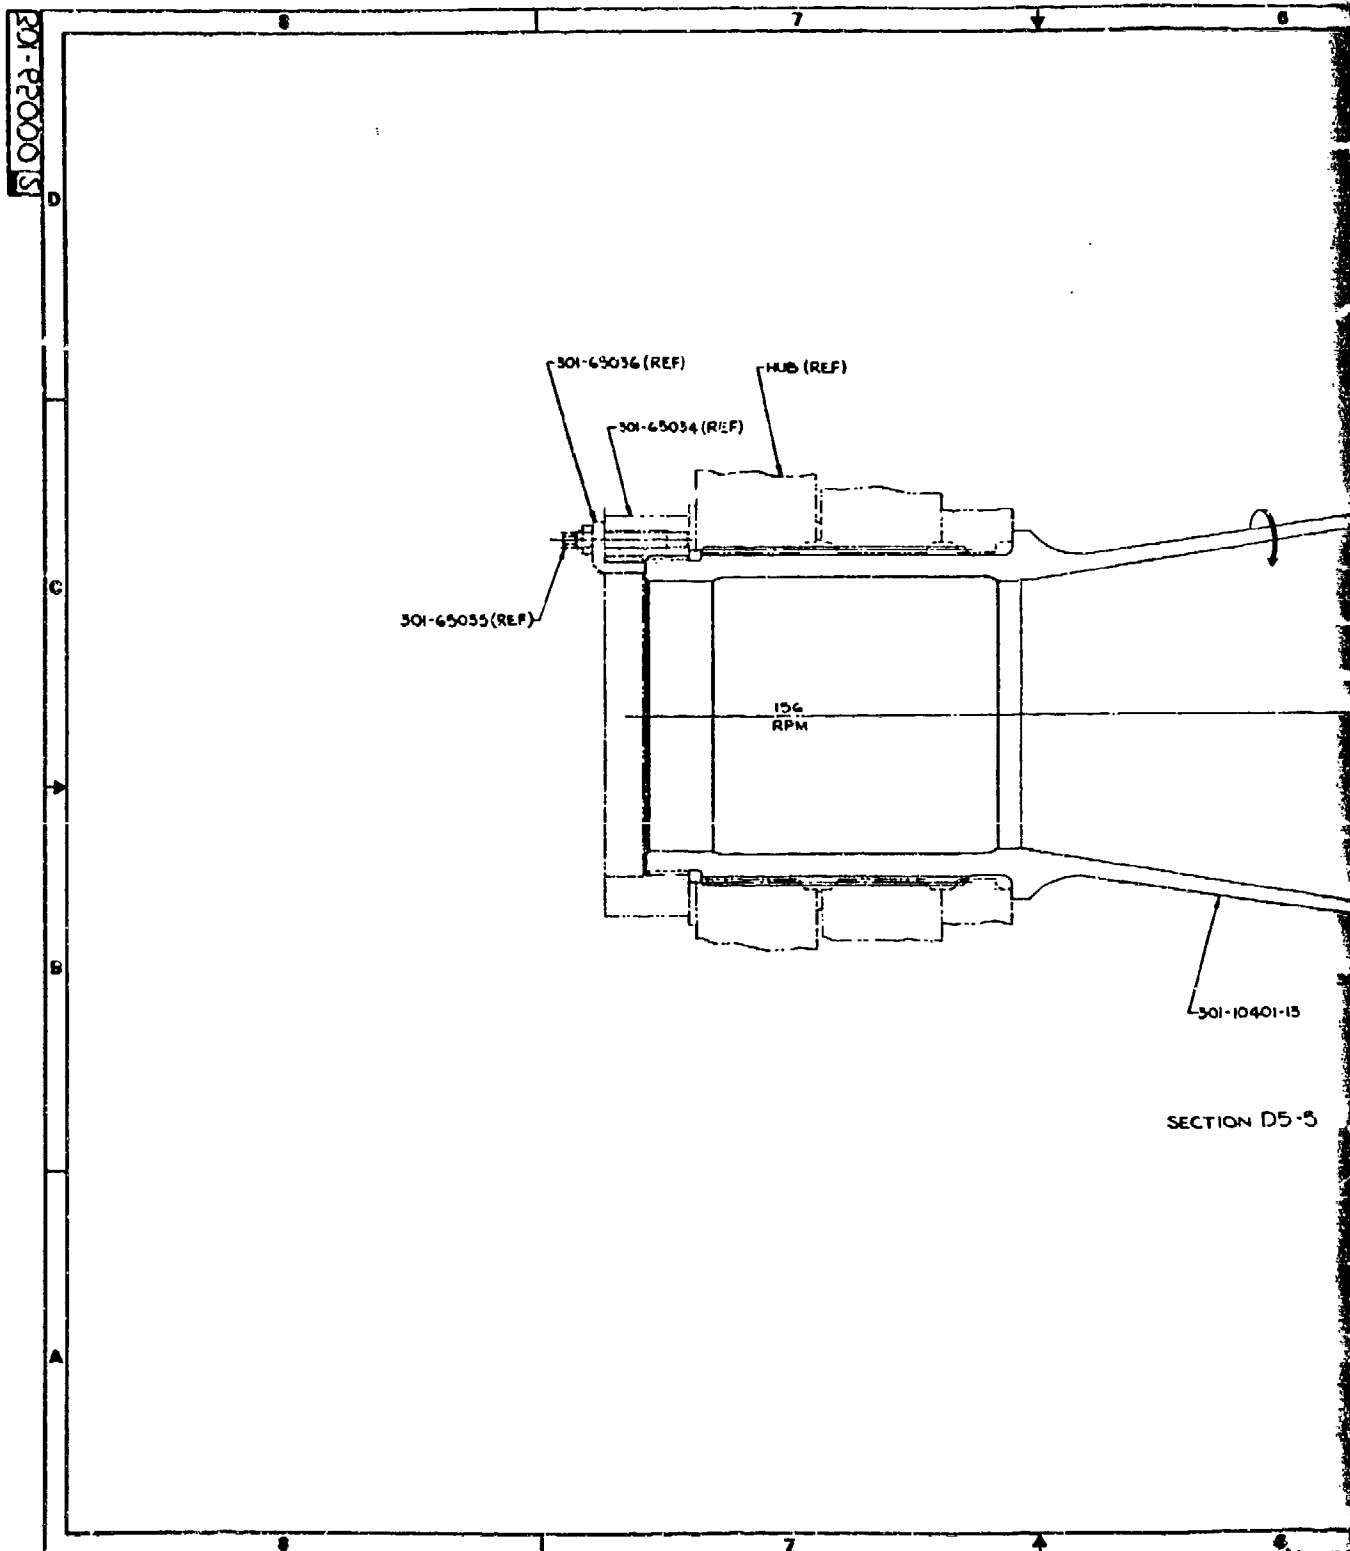 8 7 6
301-65000 S
D
301-65036 (REF)
HUB (REF)
301-65034 (REF)
C
301-65035 (REF)
156
RPM
B
301-10401-13
SECTION D5-5
A
8 7 6